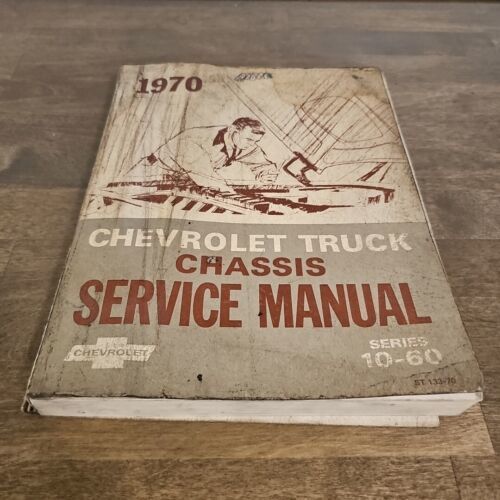 1970
CHEVROLET TRUCK
CHASSIS
SERVICE MANUAL
CHEVROLET
SERIES
10-60
ST 133-70